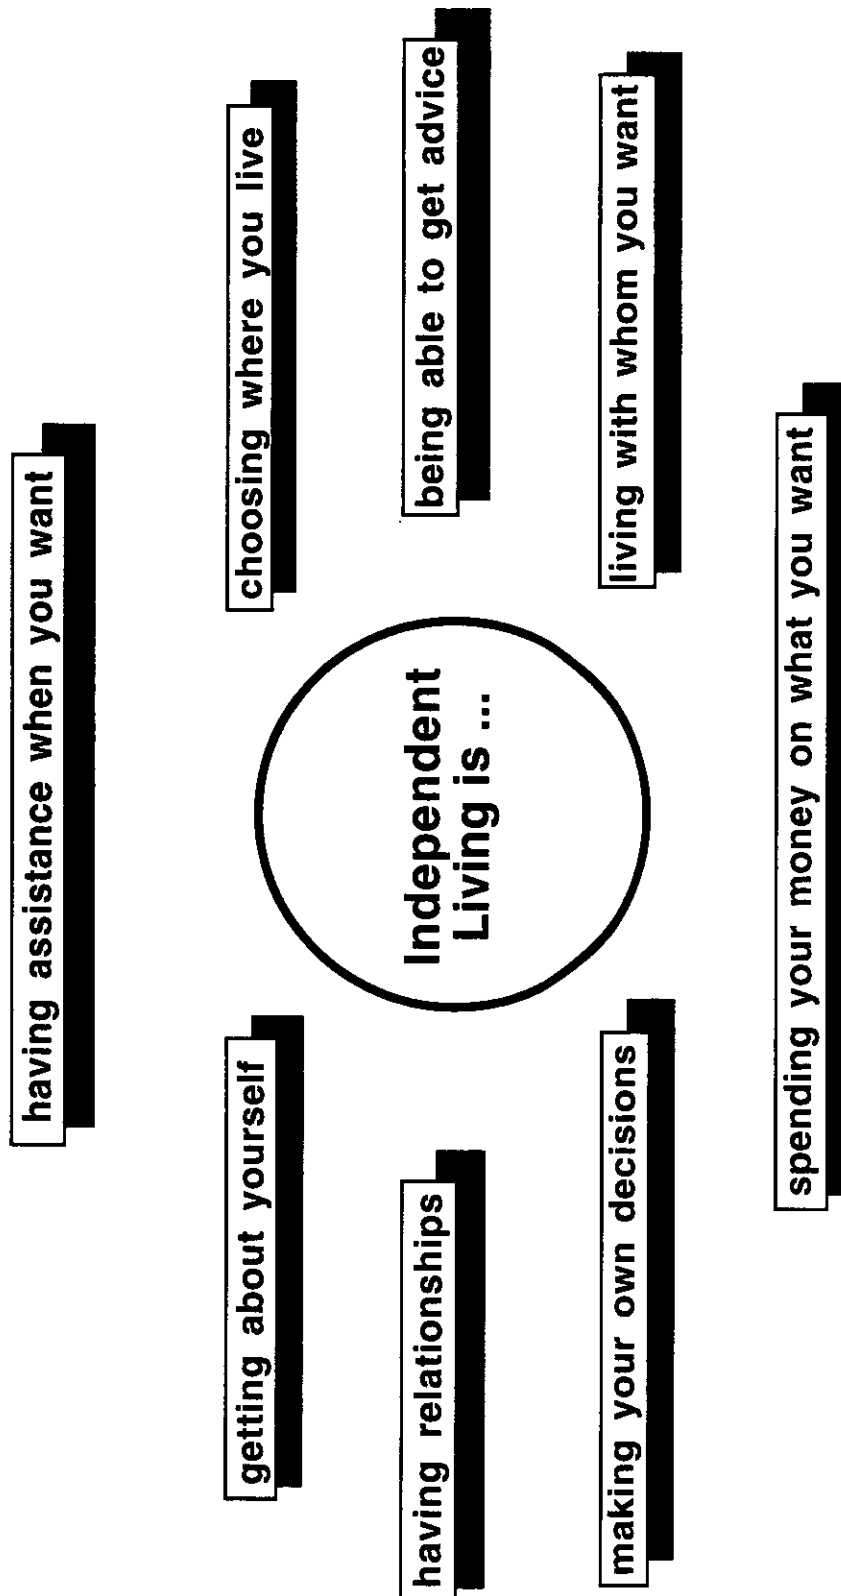 having assistance when you want
getting about yourself
choosing where you live
having relationships
Independent
Living is ...
being able to get advice
making your own decisions
living with whom you want
spending your money on what you want